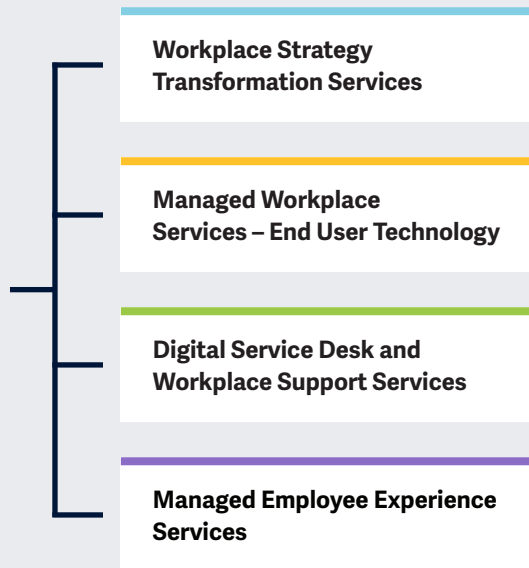 Workplace Strategy
Transformation Services
Managed Workplace
Services – End User Technology
Digital Service Desk and
Workplace Support Services
Managed Employee Experience
Services